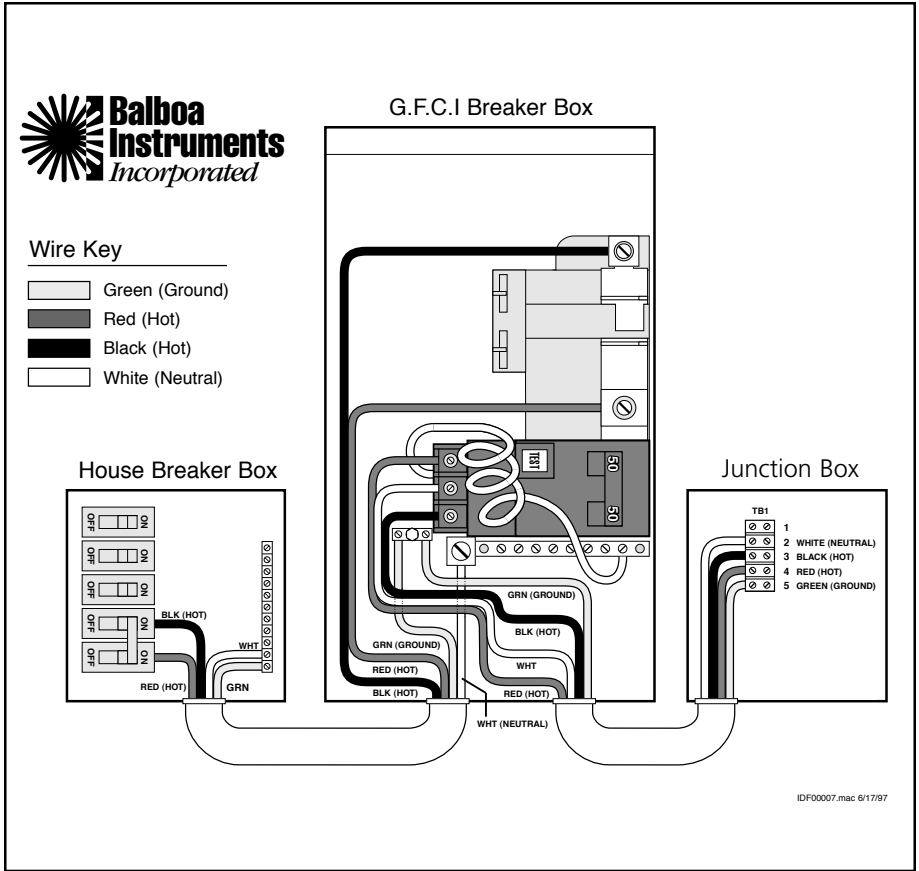 Balboa
Instruments
Incorporated
G.F.C.I Breaker Box
Wire Key
Green (Ground)
Red (Hot)
Black (Hot)
White (Neutral)
House Breaker Box
OFF ON
OFF ON
OFF ON
OFF ON
OFF ON
BLK (HOT)
WHT
RED (HOT)
GRN
TEST
50
50
GRN (GROUND)
BLK (HOT)
GRN (GROUND)
WHT
RED (HOT)
BLK (HOT)
RED (HOT)
WHT (NEUTRAL)
Junction Box
TB1
1
2 WHITE (NEUTRAL)
3 BLACK (HOT)
4 RED (HOT)
5 GREEN (GROUND)
IDF00007.mac 6/17/97